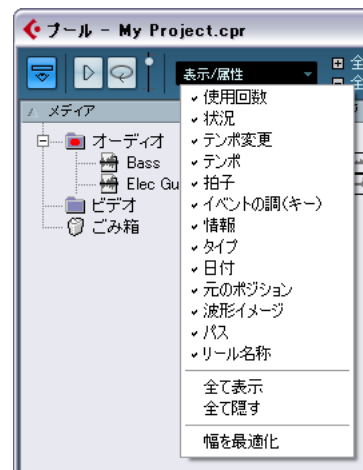 プール - My Project.cpr
表示/属性
全
全
メディア
オーディオ
Bass
Elec Gu
ビデオ
ごみ箱
使用回数
状況
テンポ変更
テンポ
拍子
イベントの調(キー)
情報
タイプ
日付
元のポジション
波形イメージ
パス
リール名称
全て表示
全て隠す
幅を最適化